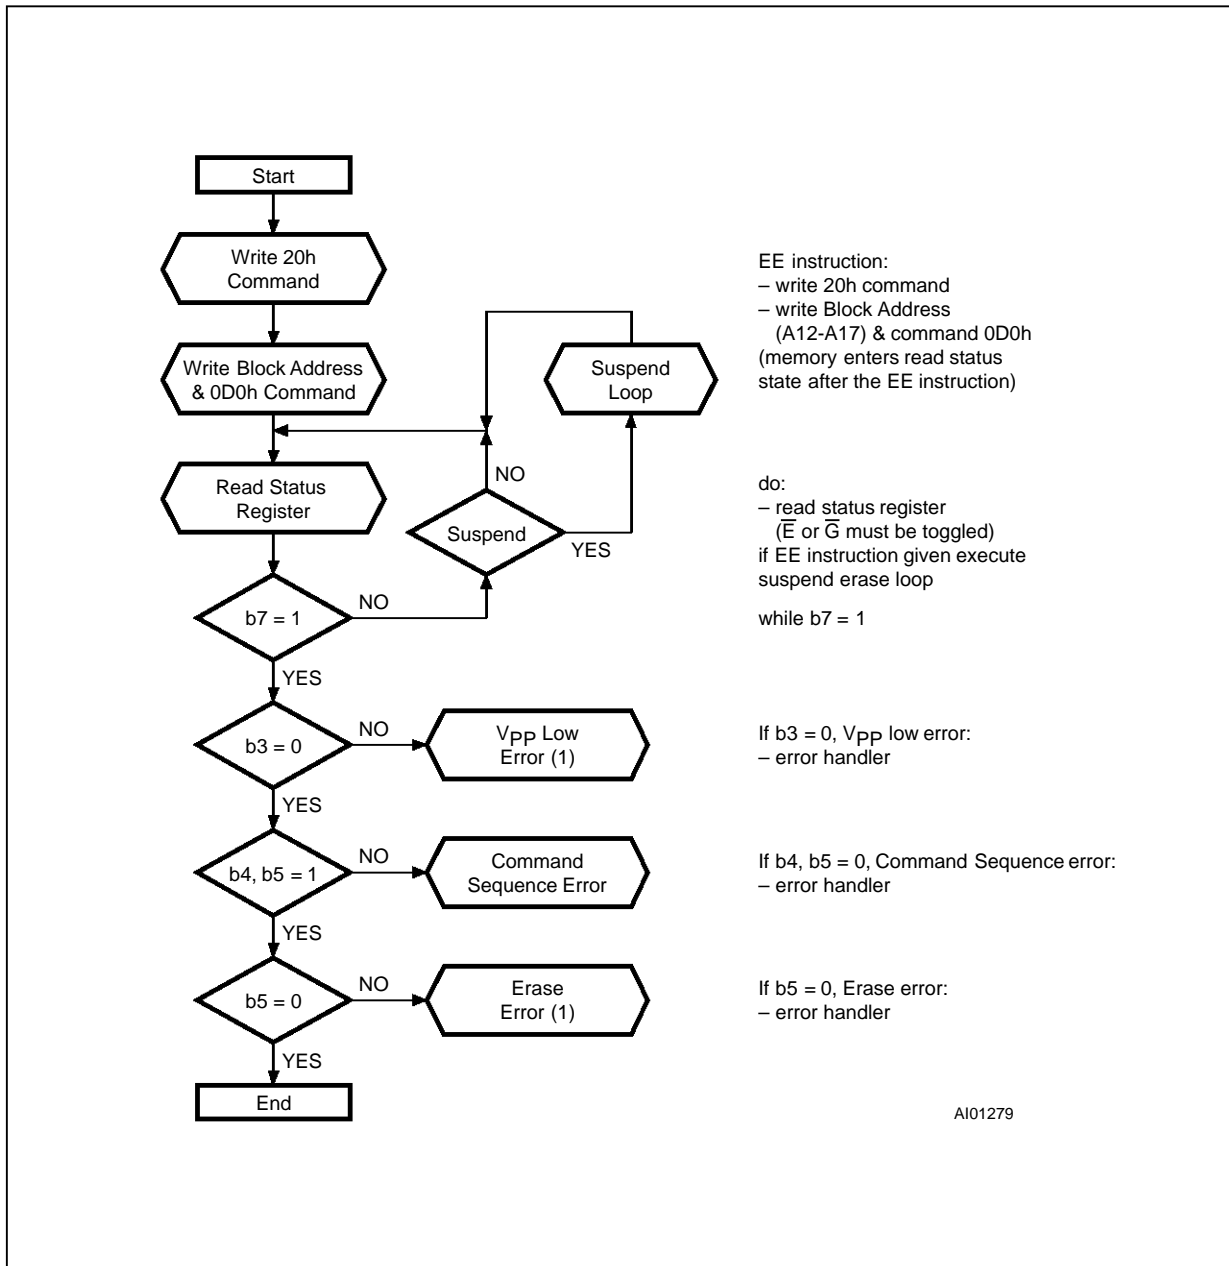 Start
Write 20h
Command
Write Block Address
& 0D0h Command
Suspend
Loop
EE instruction:
– write 20h command
– write Block Address
(A12-A17) & command 0D0h
(memory enters read status
state after the EE instruction)
Read Status
Register
NO
Suspend
YES
do:
– read status register
(E̅ or G̅ must be toggled)
if EE instruction given execute
suspend erase loop
while b7 = 1
b7 = 1
NO
YES
b3 = 0
NO
VPP Low
Error (1)
If b3 = 0, VPP low error:
– error handler
YES
b4, b5 = 1
NO
Command
Sequence Error
If b4, b5 = 0, Command Sequence error:
– error handler
YES
b5 = 0
NO
Erase
Error (1)
If b5 = 0, Erase error:
– error handler
YES
End
AI01279